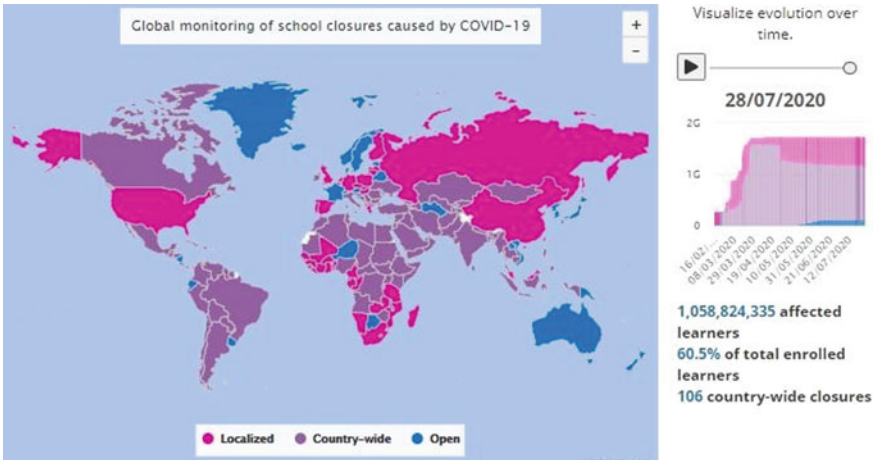 Global monitoring of school closures caused by COVID-19
+
−
Visualize evolution over
time.
28/07/2020
2G
1G
0
16/02/...
08/03/2020
29/03/2020
19/04/2020
10/05/2020
31/05/2020
21/06/2020
12/07/2020
1,058,824,335 affected
learners
60.5% of total enrolled
learners
106 country-wide closures
Localized Country-wide Open